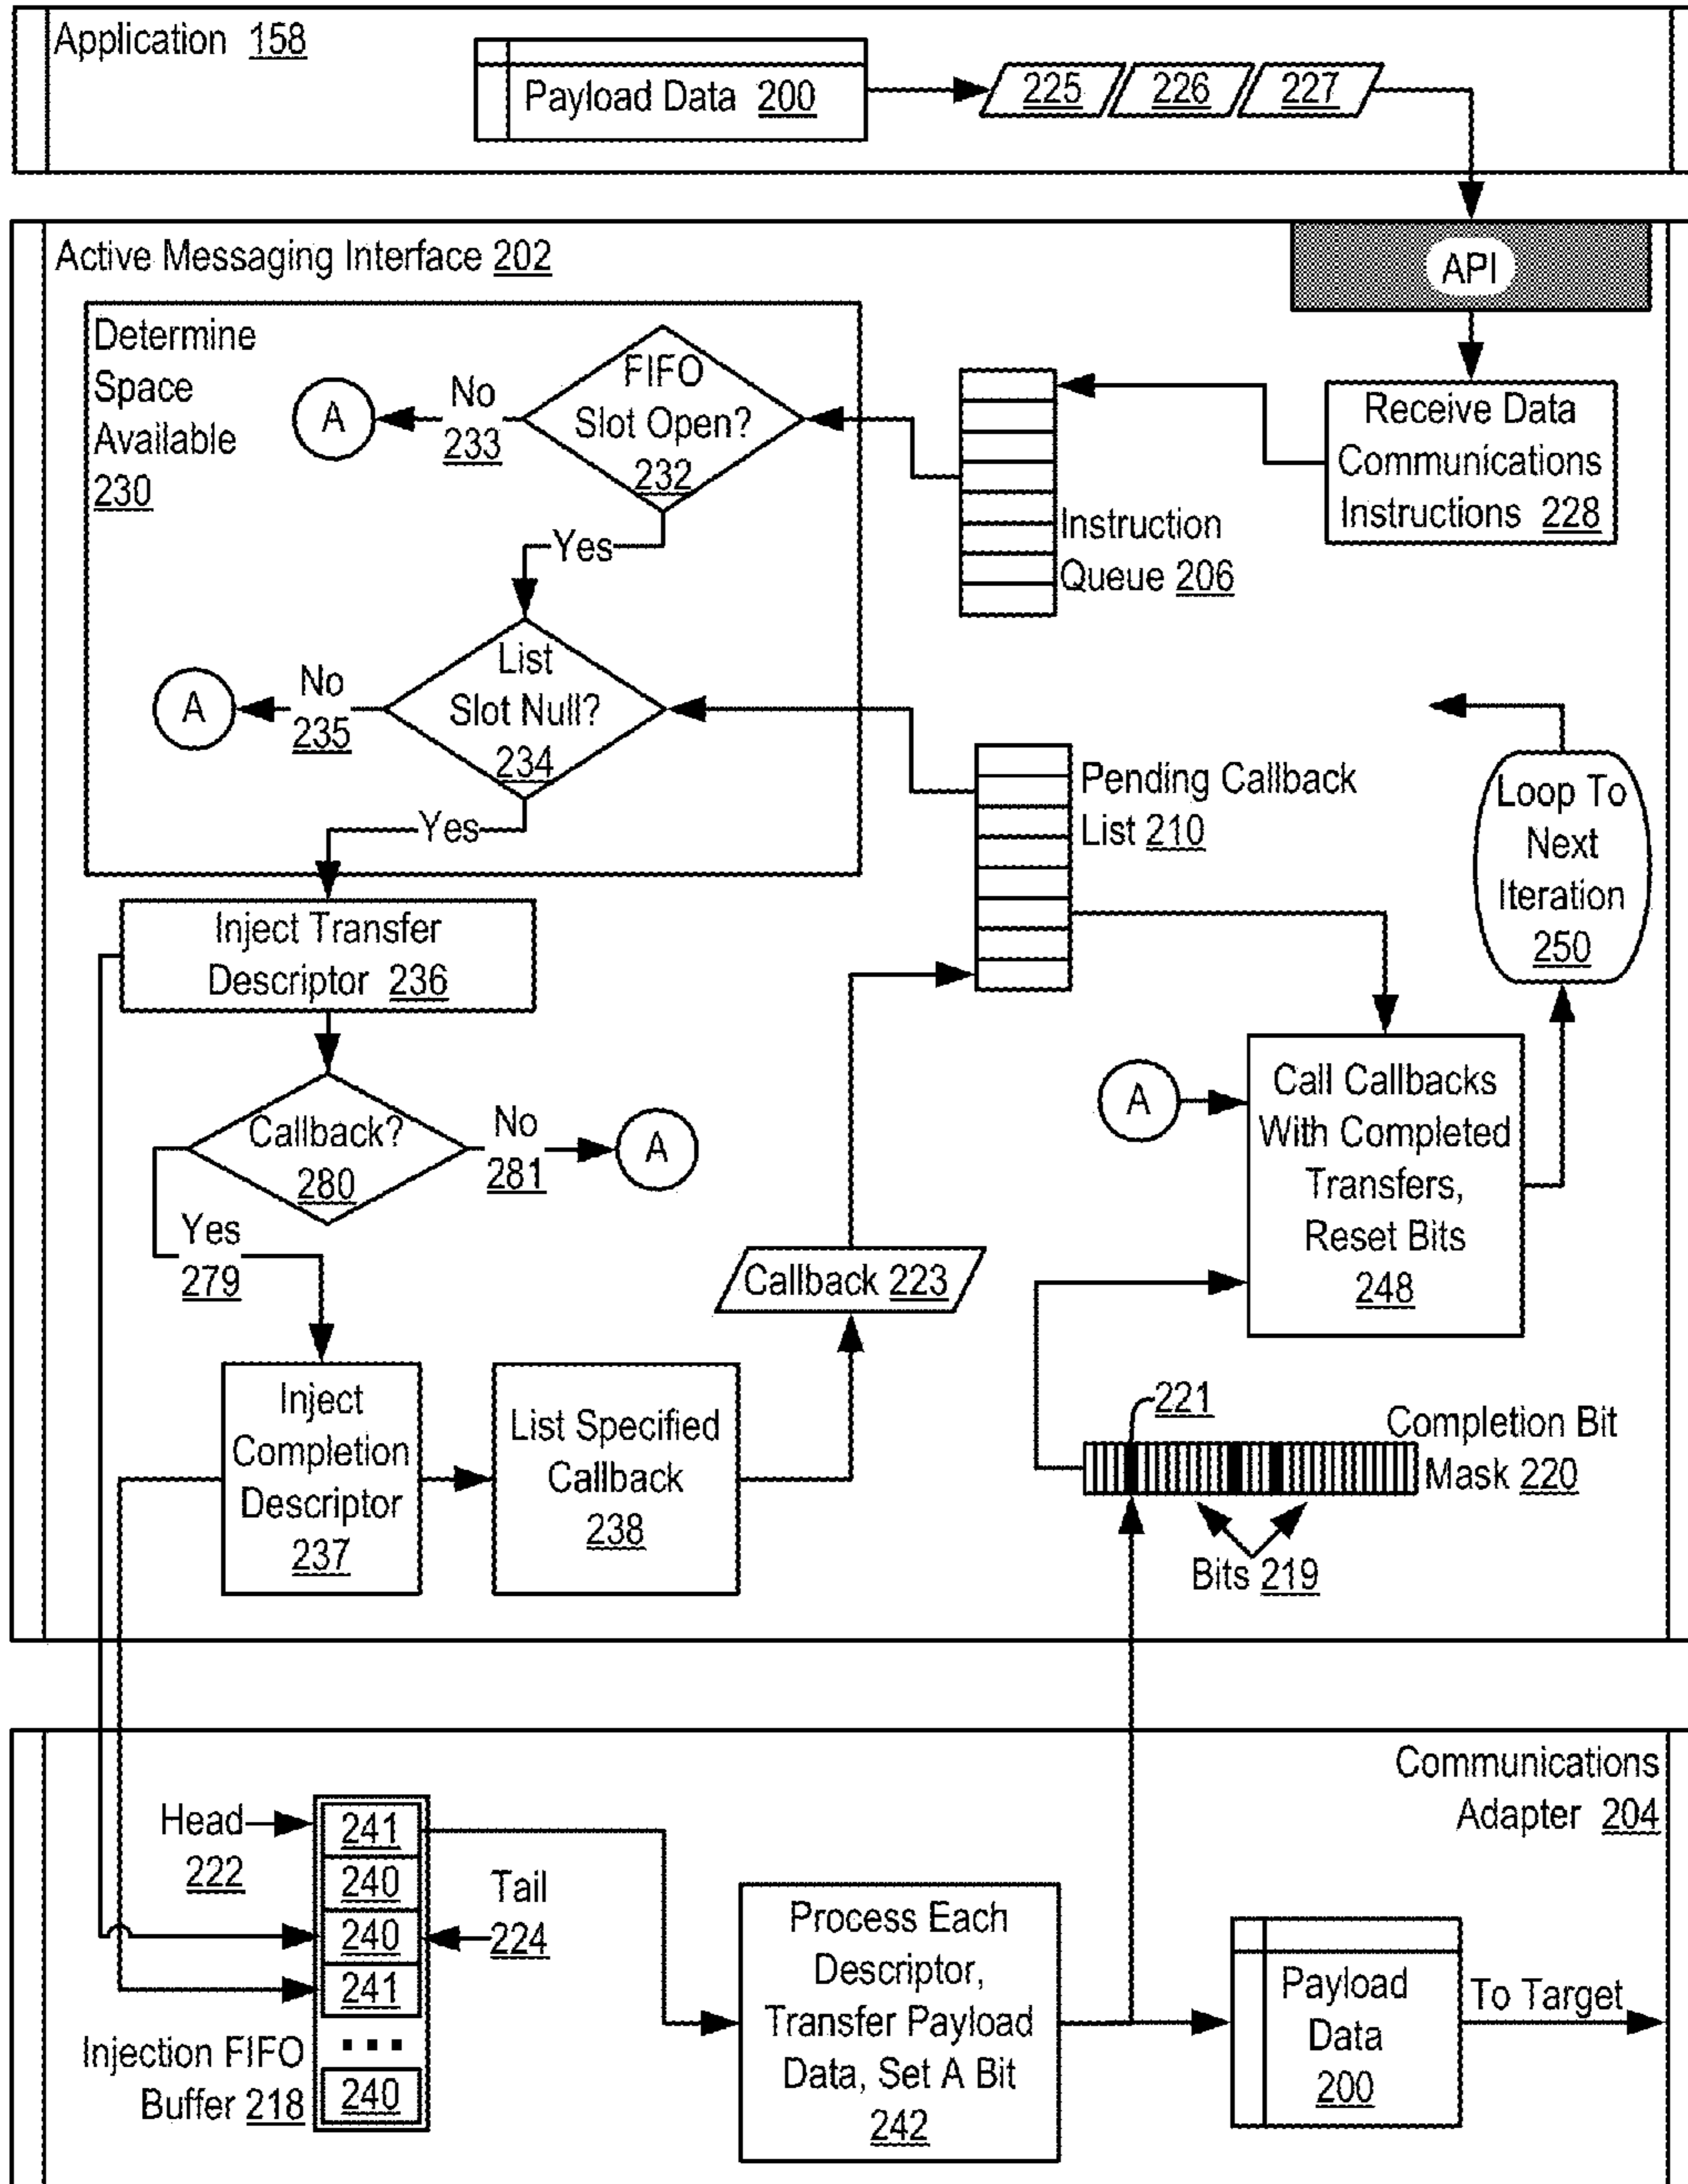 Application 158
Payload Data 200
225 226 227
Active Messaging Interface 202
API
Determine
Space
Available
230
FIFO
Slot Open?
232
No
233
A
Yes
Receive Data
Communications
Instructions 228
Instruction
Queue 206
List
Slot Null?
234
No
235
A
Yes
Pending Callback
List 210
Loop To
Next
Iteration
250
Inject Transfer
Descriptor 236
Callback?
280
No
281
A
Yes
279
A
Call Callbacks
With Completed
Transfers,
Reset Bits
248
Callback 223
Inject
Completion
Descriptor
237
List Specified
Callback
238
221
Completion Bit
Mask 220
Bits 219
Communications
Adapter 204
Head
222
241
240
240
241
...
240
Tail
224
Injection FIFO
Buffer 218
Process Each
Descriptor,
Transfer Payload
Data, Set A Bit
242
Payload
Data
200
To Target